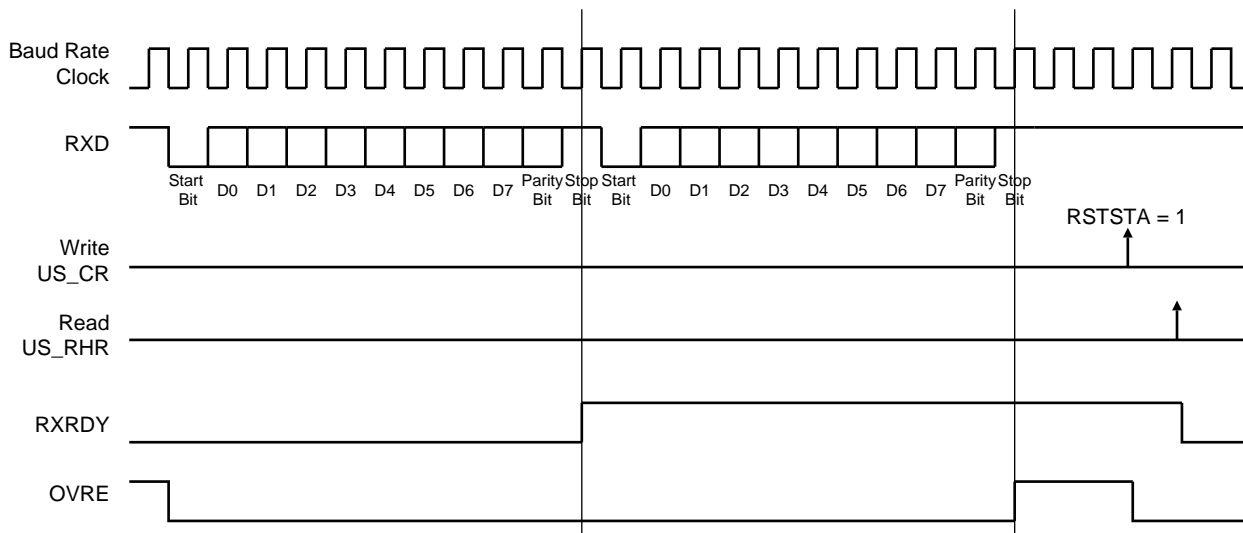 Baud Rate
Clock
RXD
Start
Bit
D0 D1 D2 D3 D4 D5 D6 D7
Parity
Bit
Stop
Bit
Start
Bit
D0 D1 D2 D3 D4 D5 D6 D7
Parity
Bit
Stop
Bit
RSTSTA = 1
Write
US_CR
Read
US_RHR
RXRDY
OVRE